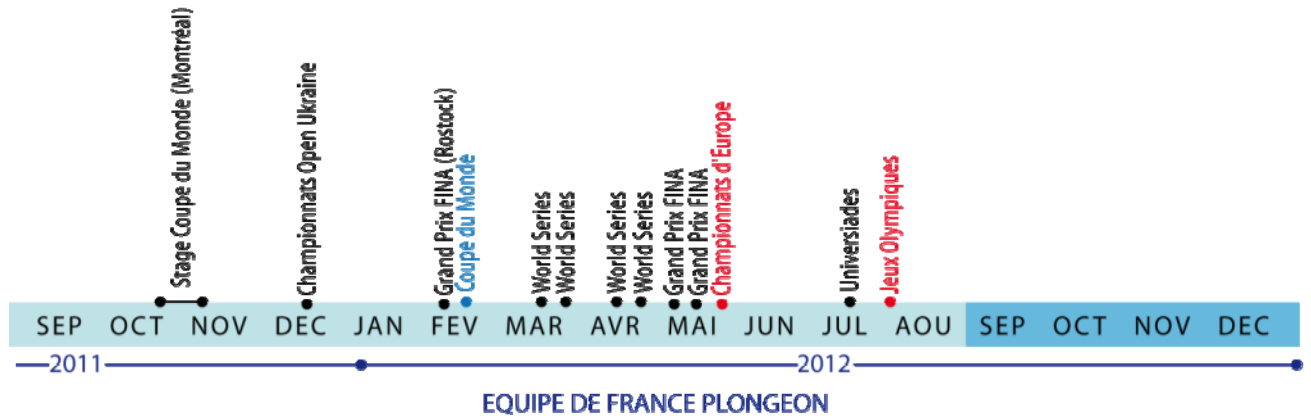 Stage Coupe du Monde (Montréal)
Championnats Open Ukraine
Grand Prix FINA (Rostock)
Coupe du Monde
World Series
World Series
World Series
World Series
Grand Prix FINA
Grand Prix FINA
Championnats d'Europe
Universiades
Jeux Olympiques
SEP OCT NOV DEC JAN FEV MAR AVR MAI JUN JUL AOU SEP OCT NOV DEC
2011 2012
EQUIPE DE FRANCE PLONGEON